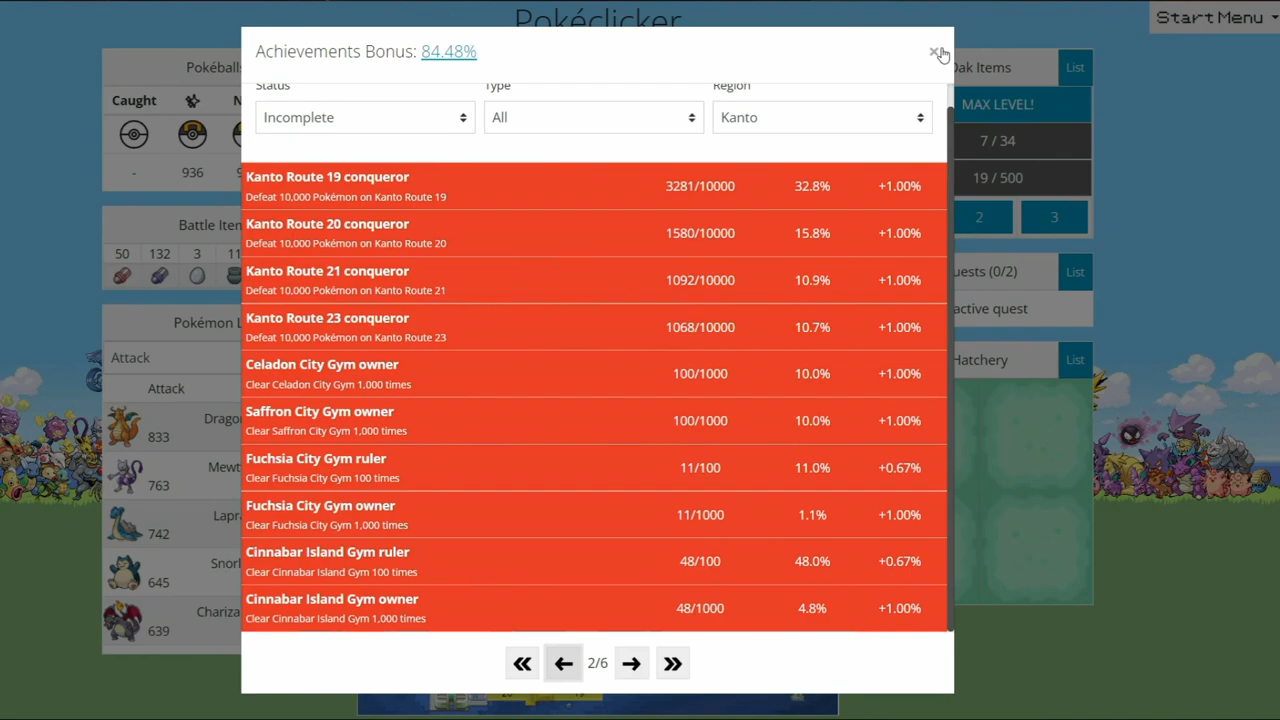 Pokéclicker
Start Menu
Achievements Bonus: 84.48%
×
Pokéballs
Caught
936
Battle Item
50 132 3 11
Pokémon L
Attack
Attack
Drago
833
Mewt
763
Lapra
742
Snorl
645
Chariza
639
Status Type Region
Incomplete All Kanto
Kanto Route 19 conqueror
Defeat 10,000 Pokémon on Kanto Route 19
3281/10000 32.8% +1.00%
Kanto Route 20 conqueror
Defeat 10,000 Pokémon on Kanto Route 20
1580/10000 15.8% +1.00%
Kanto Route 21 conqueror
Defeat 10,000 Pokémon on Kanto Route 21
1092/10000 10.9% +1.00%
Kanto Route 23 conqueror
Defeat 10,000 Pokémon on Kanto Route 23
1068/10000 10.7% +1.00%
Celadon City Gym owner
Clear Celadon City Gym 1,000 times
100/1000 10.0% +1.00%
Saffron City Gym owner
Clear Saffron City Gym 1,000 times
100/1000 10.0% +1.00%
Fuchsia City Gym ruler
Clear Fuchsia City Gym 100 times
11/100 11.0% +0.67%
Fuchsia City Gym owner
Clear Fuchsia City Gym 1,000 times
11/1000 1.1% +1.00%
Cinnabar Island Gym ruler
Clear Cinnabar Island Gym 100 times
48/100 48.0% +0.67%
Cinnabar Island Gym owner
Clear Cinnabar Island Gym 1,000 times
48/1000 4.8% +1.00%
2/6
Oak Items List
MAX LEVEL!
7 / 34
19 / 500
2 3
uests (0/2) List
active quest
Hatchery List